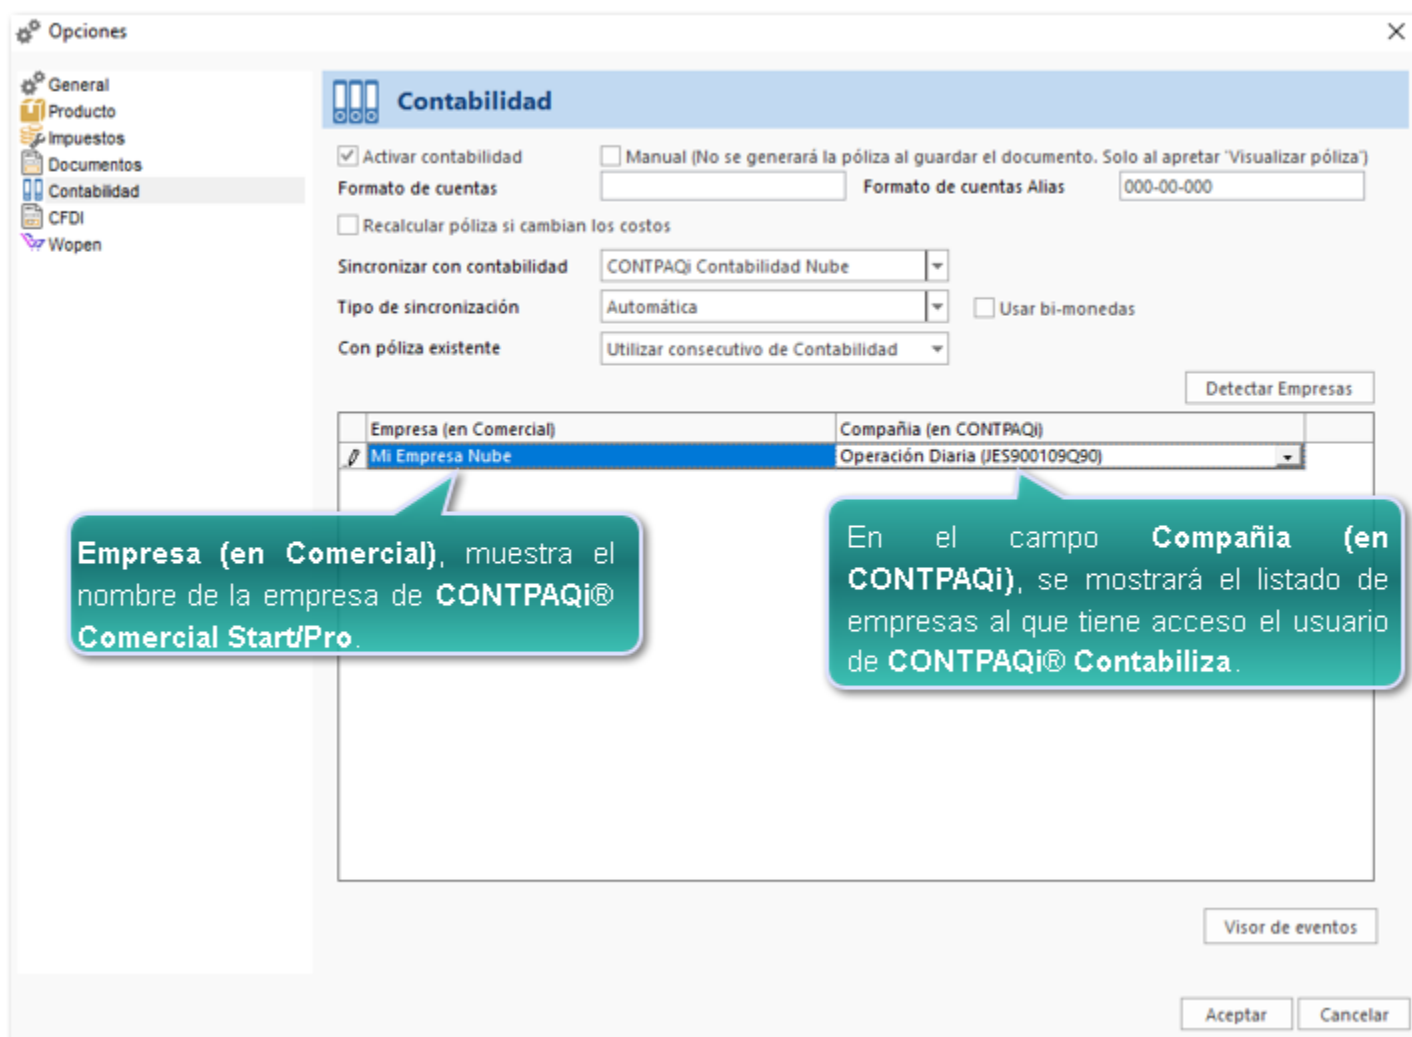 Opciones
General
Producto
Impuestos
Documentos
Contabilidad
CFDI
Wopen
Contabilidad
Activar contabilidad
Manual (No se generará la póliza al guardar el documento. Solo al apretar 'Visualizar póliza')
Formato de cuentas
Formato de cuentas Alias
000-00-000
Recalcular póliza si cambian los costos
Sincronizar con contabilidad
CONTPAQi Contabilidad Nube
Tipo de sincronización
Automática
Usar bi-monedas
Con póliza existente
Utilizar consecutivo de Contabilidad
Detectar Empresas
Empresa (en Comercial)
Compañia (en CONTPAQi)
Mi Empresa Nube
Operación Diaria (JES900109Q90)
Empresa (en Comercial), muestra el
nombre de la empresa de CONTPAQi®
Comercial Start/Pro.
En el campo Compañia (en
CONTPAQi), se mostrará el listado de
empresas al que tiene acceso el usuario
de CONTPAQi® Contabiliza.
Visor de eventos
Aceptar
Cancelar